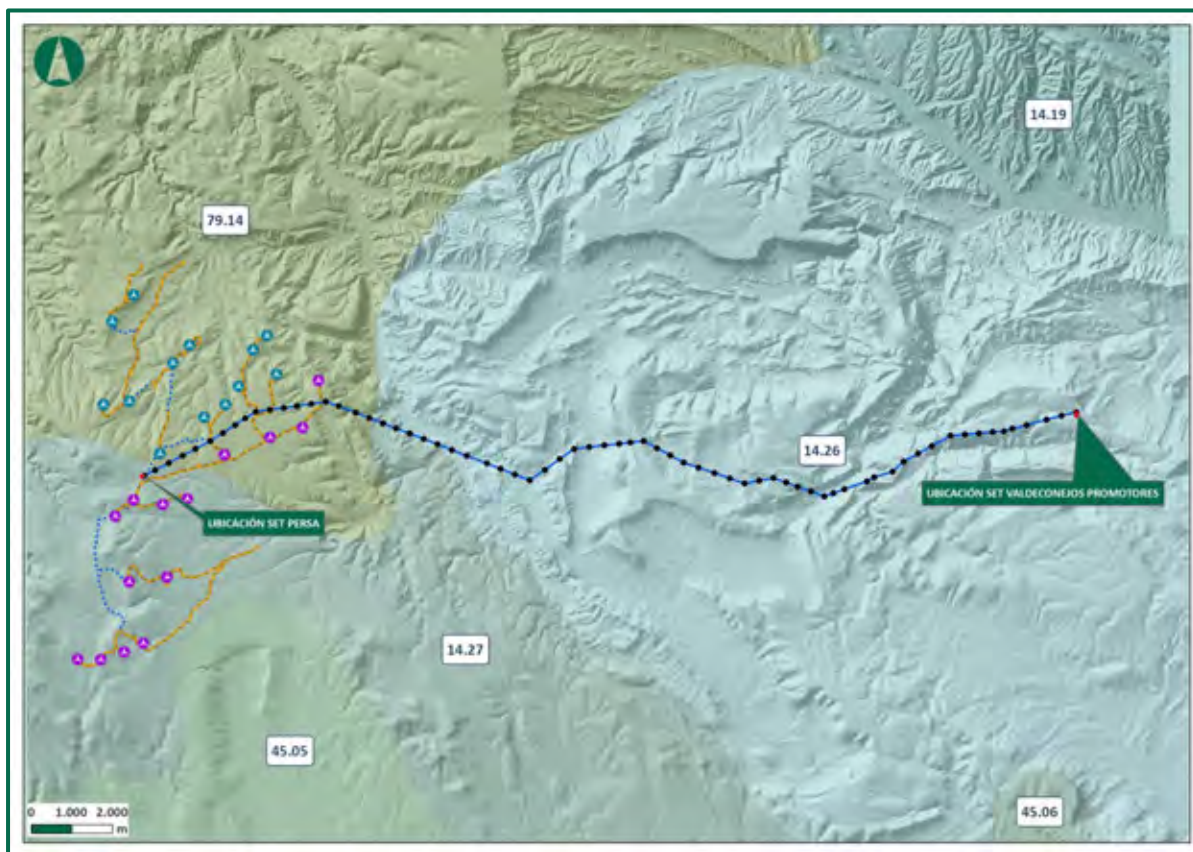 14.19
79.14
14.26
UBICACIÓN SET VALDECONEJOS PROMOTORES
UBICACIÓN SET PERSA
14.27
45.05
45.06
0 1.000 2.000
m